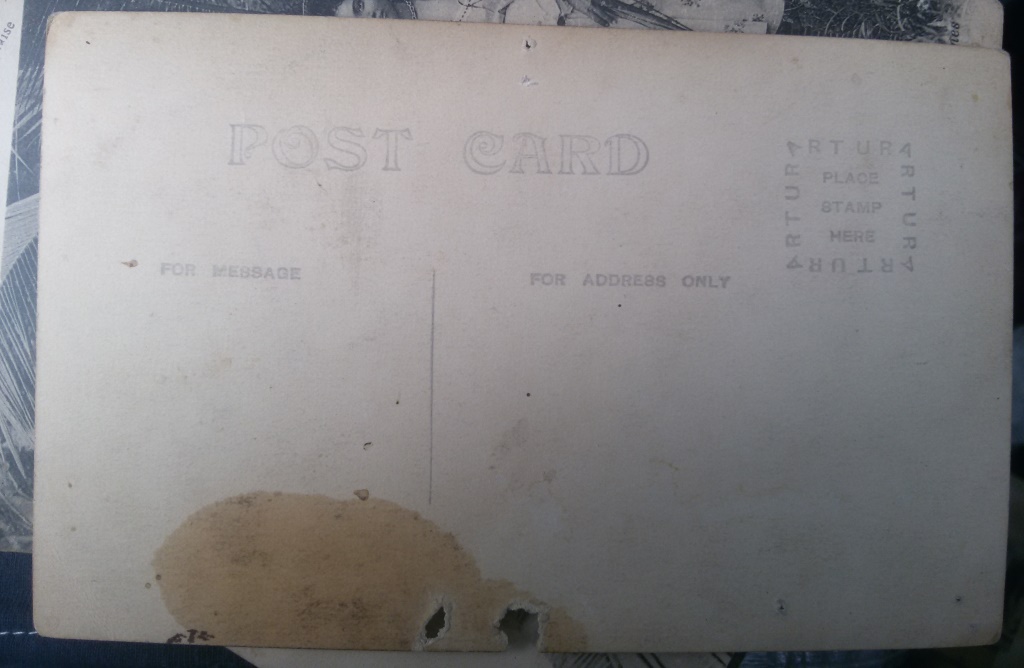 POST CARD
ARTURA
ARTURA
PLACE
STAMP
HERE
ARTURA
ARTURA
FOR MESSAGE
FOR ADDRESS ONLY